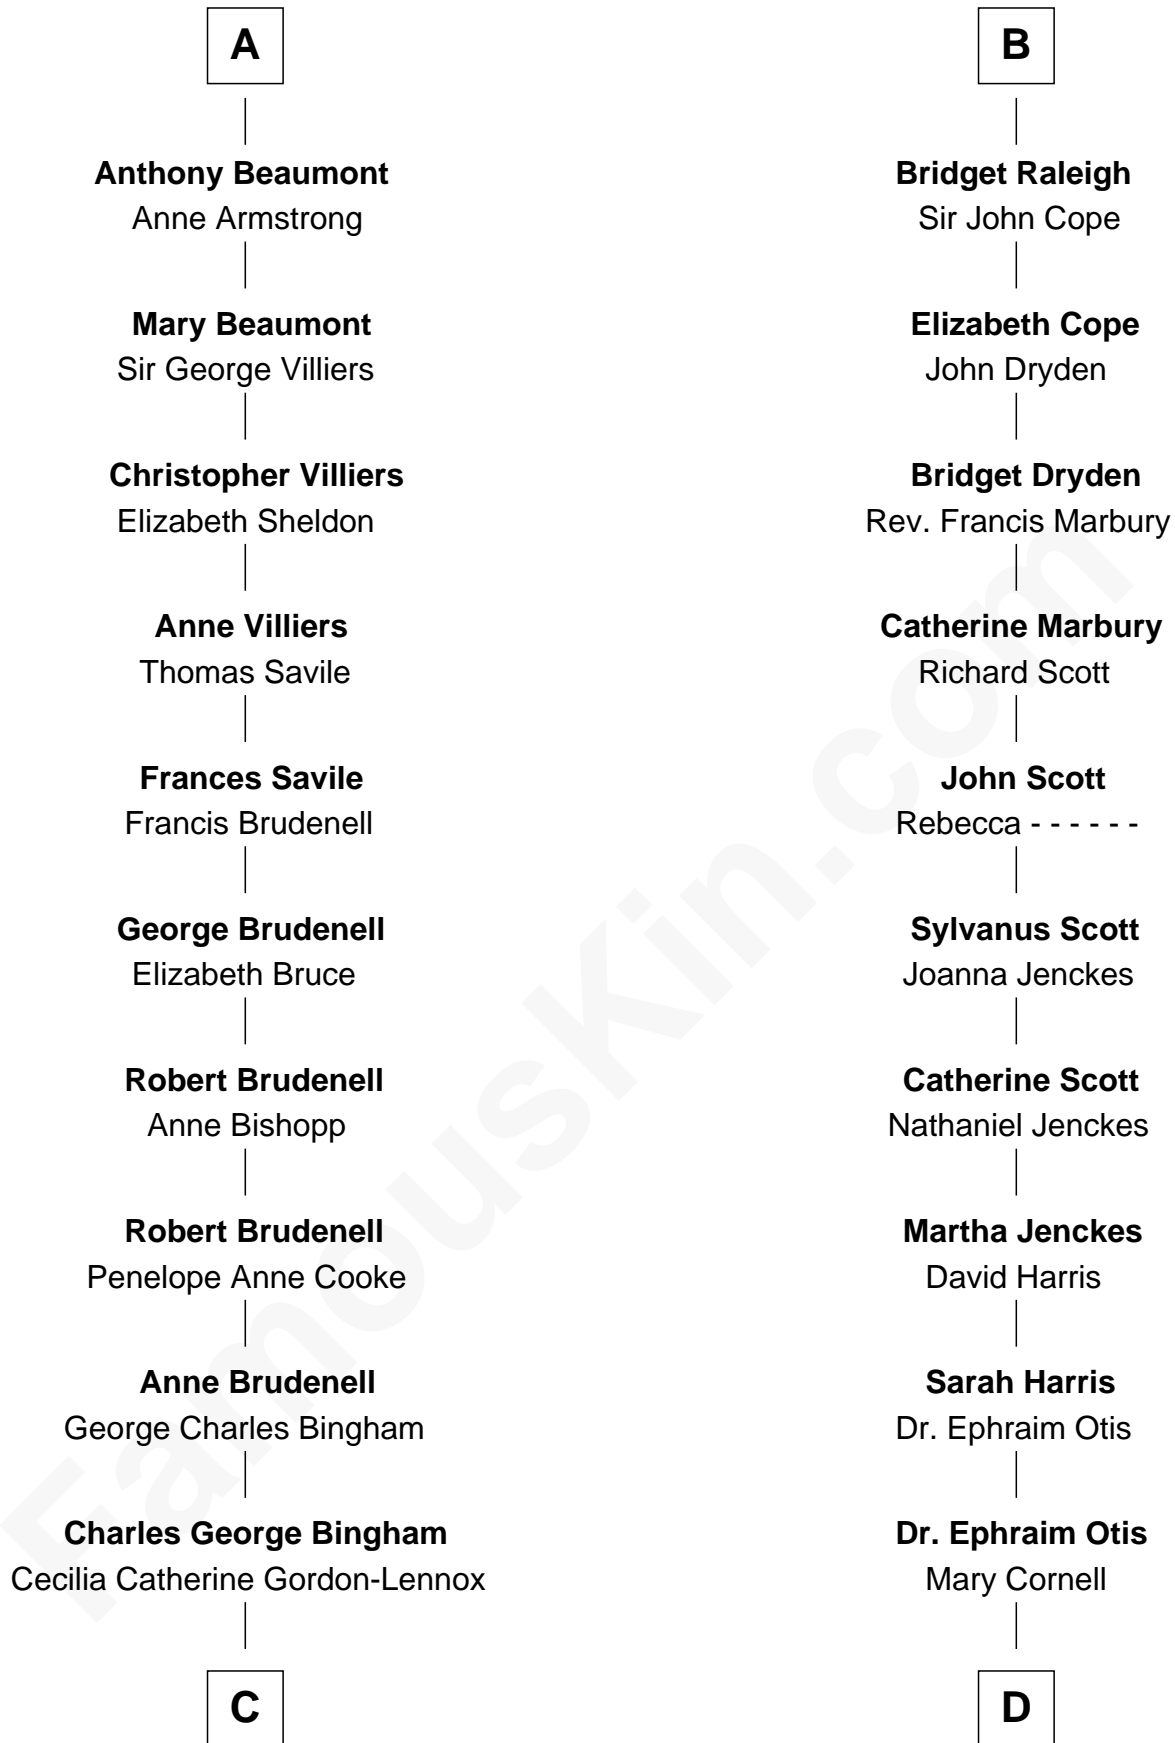 A
Anthony Beaumont
Anne Armstrong
Mary Beaumont
Sir George Villiers
Christopher Villiers
Elizabeth Sheldon
Anne Villiers
Thomas Savile
Frances Savile
Francis Brudenell
George Brudenell
Elizabeth Bruce
Robert Brudenell
Anne Bishopp
Robert Brudenell
Penelope Anne Cooke
Anne Brudenell
George Charles Bingham
Charles George Bingham
Cecilia Catherine Gordon-Lennox
C
B
Bridget Raleigh
Sir John Cope
Elizabeth Cope
John Dryden
Bridget Dryden
Rev. Francis Marbury
Catherine Marbury
Richard Scott
John Scott
Rebecca - - - - - -
Sylvanus Scott
Joanna Jenckes
Catherine Scott
Nathaniel Jenckes
Martha Jenckes
David Harris
Sarah Harris
Dr. Ephraim Otis
Dr. Ephraim Otis
Mary Cornell
D
FamousKin.com